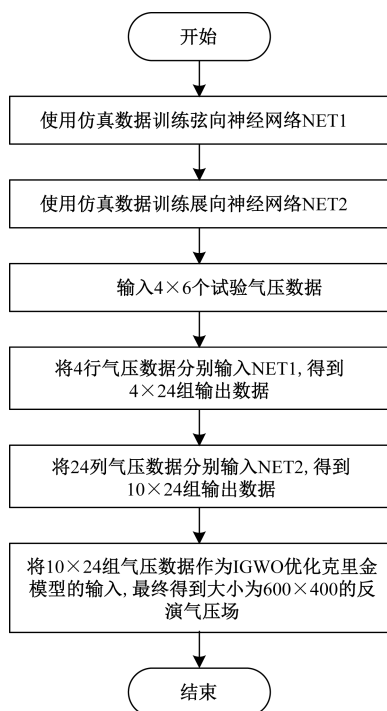 开始
使用仿真数据训练弦向神经网络NET1
使用仿真数据训练展向神经网络NET2
输入4×6个试验气压数据
将4行气压数据分别输入NET1,得到
4×24组输出数据
将24列气压数据分别输入NET2,得到
10×24组输出数据
将10×24组气压数据作为IGWO优化克里金
模型的输入,最终得到大小为600×400的反
演气压场
结束